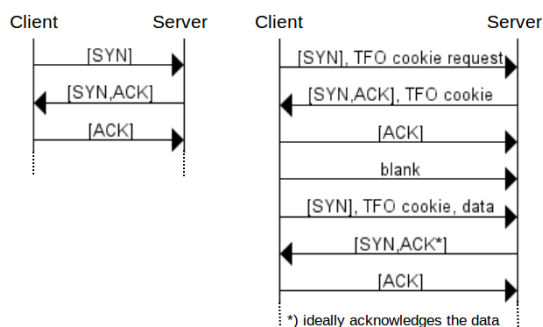 Client Server
[SYN]
[SYN,ACK]
[ACK]
Client Server
[SYN], TFO cookie request
[SYN,ACK], TFO cookie
[ACK]
blank
[SYN], TFO cookie, data
[SYN,ACK*]
[ACK]
*) ideally acknowledges the data